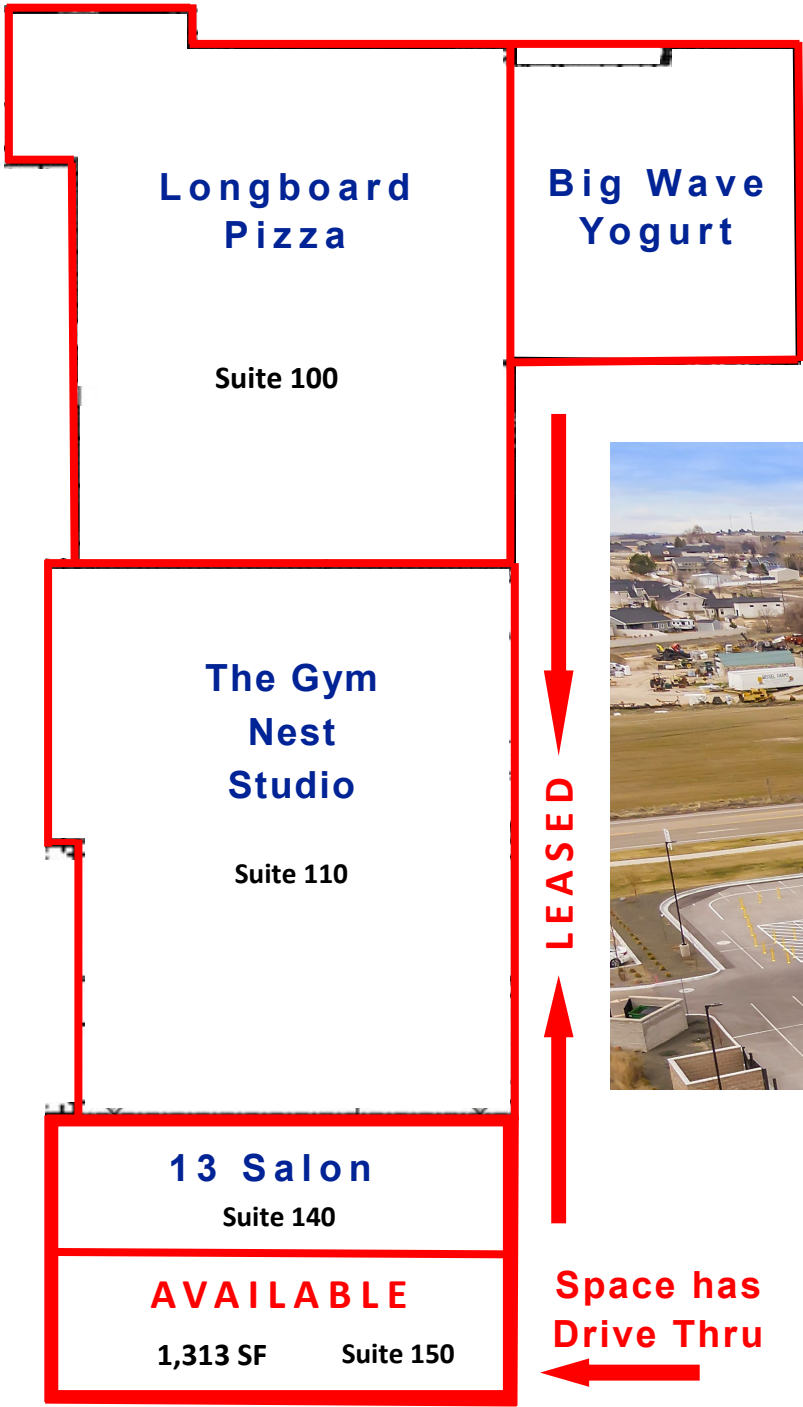 Longboard
Pizza
Suite 100
Big Wave
Yogurt
The Gym
Nest
Studio
Suite 110
LEASED
13 Salon
Suite 140
AVAILABLE
1,313 SF Suite 150
Space has
Drive Thru